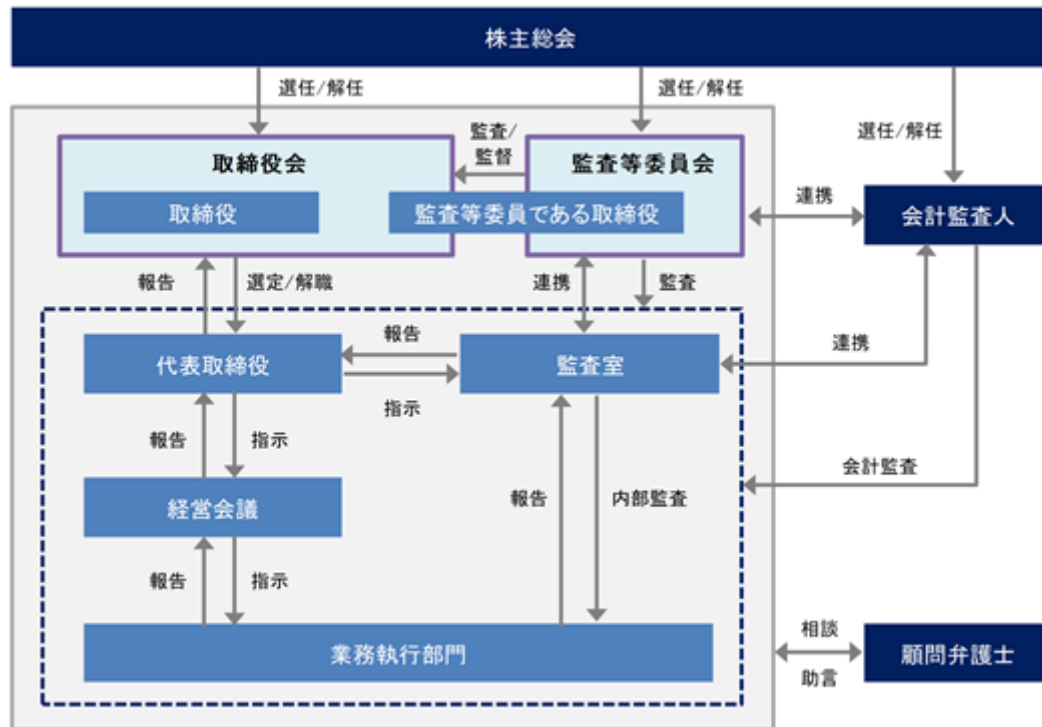 株主総会
選任/解任
選任/解任
選任/解任
取締役会
監査/
監督
監査等委員会
取締役
監査等委員である取締役
連携
会計監査人
報告
選定/解職
連携
監査
代表取締役
報告
指示
監査室
連携
報告
指示
会計監査
経営会議
報告
内部監査
報告
指示
業務執行部門
相談
助言
顧問弁護士